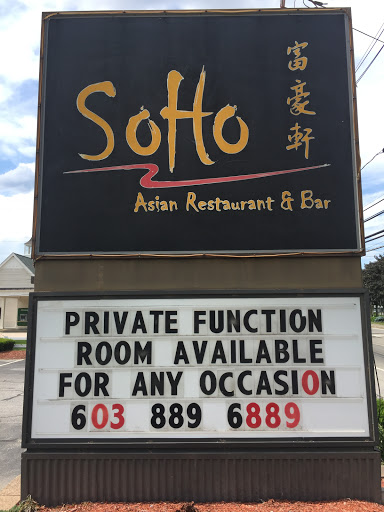 SoHo
富豪軒
Asian Restaurant & Bar
PRIVATE FUNCTION
ROOM AVAILABLE
FOR ANY OCCASION
603 889 6889